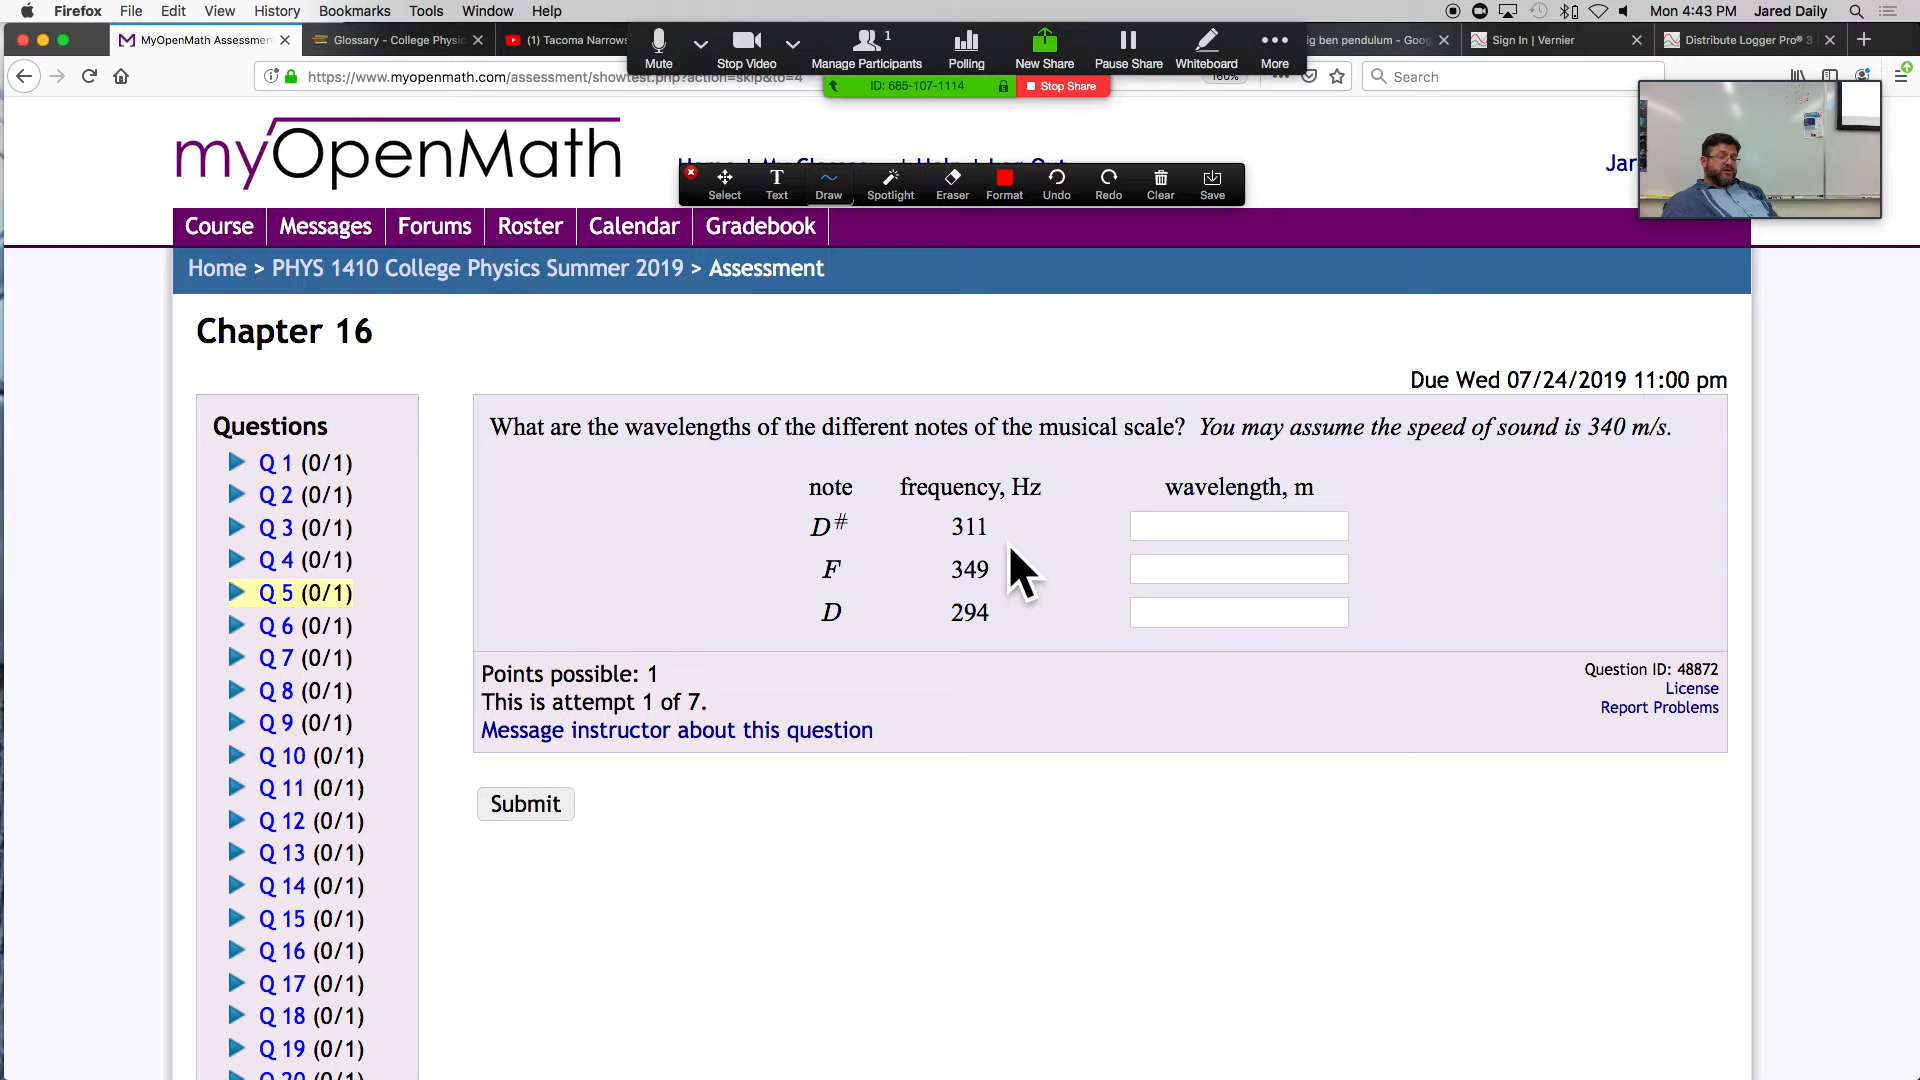 Firefox File Edit View History Bookmarks Tools Window Help Mon 4:43 PM Jared Daily
MyOpenMath Assessmen Glossary - College Physic (1) Tacoma Narrows ig ben pendulum - Goog Sign In | Vernier Distribute Logger Pro® 3
Mute Stop Video Manage Participants 1 Polling New Share Pause Share Whiteboard More
https://www.myopenmath.com/assessment/showtest.php?action=skip&to=4 160% Search
ID: 685-107-1114 Stop Share
myOpenMath
Jar
Select Text Draw Spotlight Eraser Format Undo Redo Clear Save
Course Messages Forums Roster Calendar Gradebook
Home > PHYS 1410 College Physics Summer 2019 > Assessment
Chapter 16
Due Wed 07/24/2019 11:00 pm
Questions
Q 1 (0/1)
Q 2 (0/1)
Q 3 (0/1)
Q 4 (0/1)
Q 5 (0/1)
Q 6 (0/1)
Q 7 (0/1)
Q 8 (0/1)
Q 9 (0/1)
Q 10 (0/1)
Q 11 (0/1)
Q 12 (0/1)
Q 13 (0/1)
Q 14 (0/1)
Q 15 (0/1)
Q 16 (0/1)
Q 17 (0/1)
Q 18 (0/1)
Q 19 (0/1)
Q 20 (0/1)
What are the wavelengths of the different notes of the musical scale? You may assume the speed of sound is 340 m/s.
note frequency, Hz wavelength, m
D# 311
F 349
D 294
Points possible: 1
This is attempt 1 of 7.
Message instructor about this question
Question ID: 48872
License
Report Problems
Submit